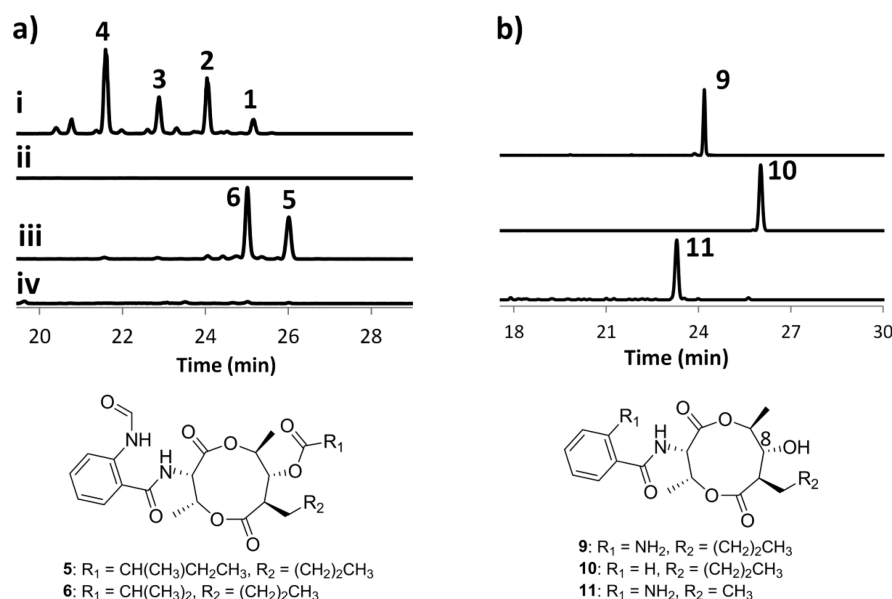 a)
4
3
2
1
i
ii
6
5
iii
iv
20 22 24 26 28
Time (min)
b)
9
10
11
18 21 24 27 30
Time (min)
O
NH
H
N
O
O
O
O
R₁
O
O
R₂
O
5: R₁ = CH(CH₃)CH₂CH₃, R₂ = (CH₂)₂CH₃
6: R₁ = CH(CH₃)₂, R₂ = (CH₂)₂CH₃
R₁
H
N
O
O
O
8
OH
O
R₂
O
9: R₁ = NH₂, R₂ = (CH₂)₂CH₃
10: R₁ = H, R₂ = (CH₂)₂CH₃
11: R₁ = NH₂, R₂ = CH₃